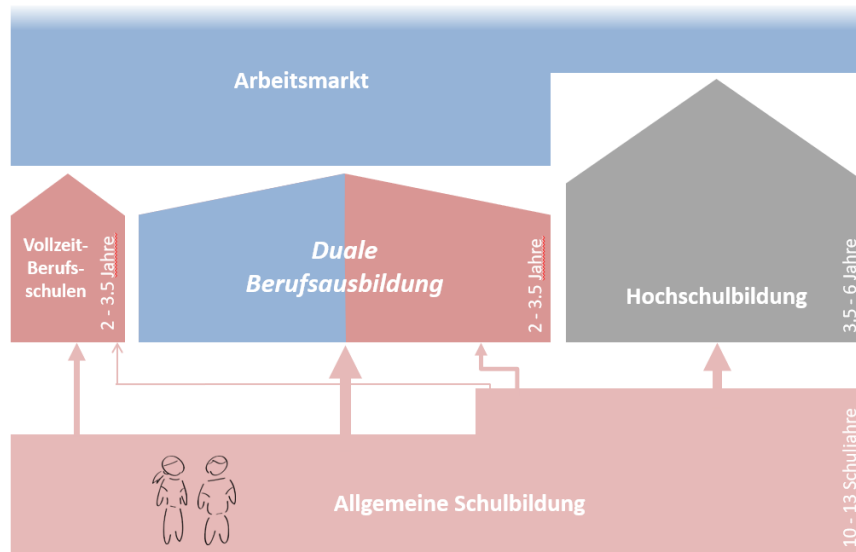 Arbeitsmarkt
Vollzeit-
Berufs-
schulen
2 - 3.5 Jahre
Duale
Berufsausbildung
2 - 3.5 Jahre
Hochschulbildung
3.5 - 6 Jahre
Allgemeine Schulbildung
10 - 13 Schuljahre